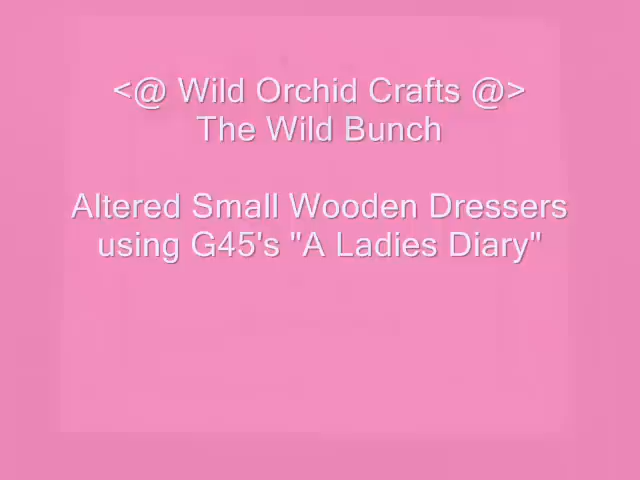 <@ Wild Orchid Crafts @>
The Wild Bunch
Altered Small Wooden Dressers
using G45's "A Ladies Diary"